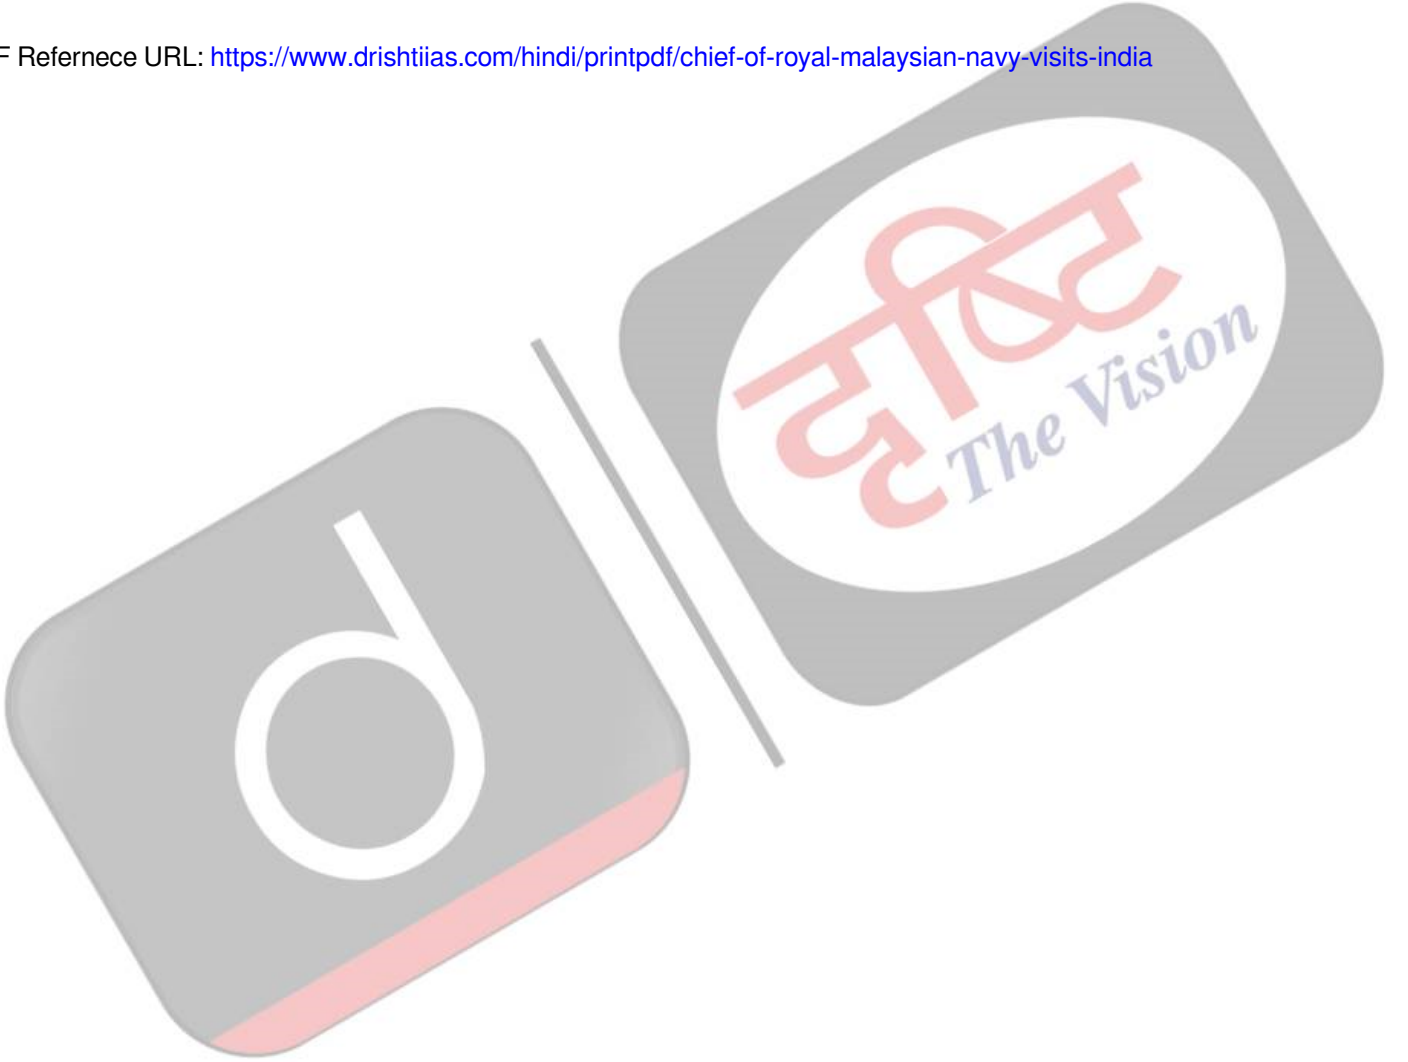 F Refernece URL: https://www.drishtiias.com/hindi/printpdf/chief-of-royal-malaysian-navy-visits-india
दृष्टि
The Vision
d